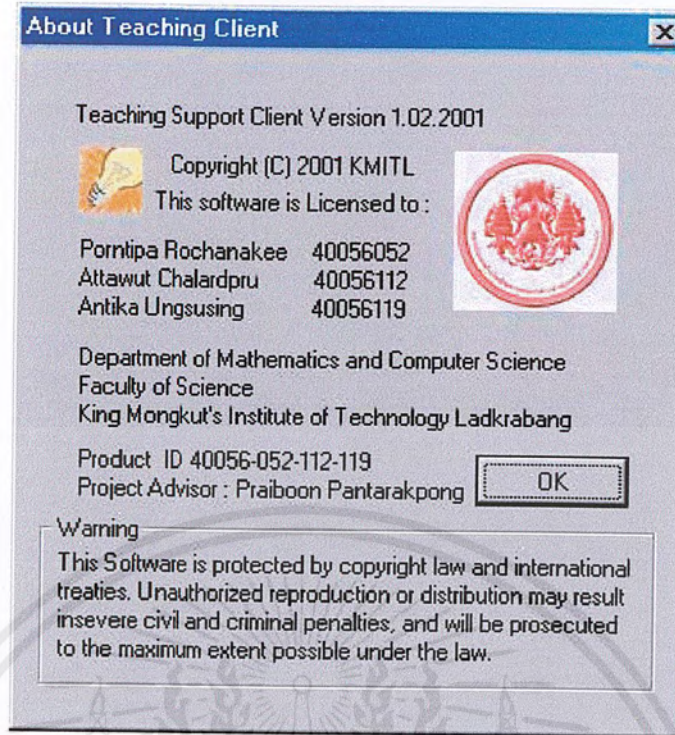 About Teaching Client
Teaching Support Client Version 1.02.2001
Copyright (C) 2001 KMITL
This software is Licensed to :
Porntipa Rochanakee 40056052
Attawut Chalardpru 40056112
Antika Ungsusing 40056119
Department of Mathematics and Computer Science
Faculty of Science
King Mongkut's Institute of Technology Ladkrabang
Product ID 40056-052-112-119
Project Advisor : Praiboon Pantarakpong
OK
Warning
This Software is protected by copyright law and international
treaties. Unauthorized reproduction or distribution may result
insevere civil and criminal penalties, and will be prosecuted
to the maximum extent possible under the law.